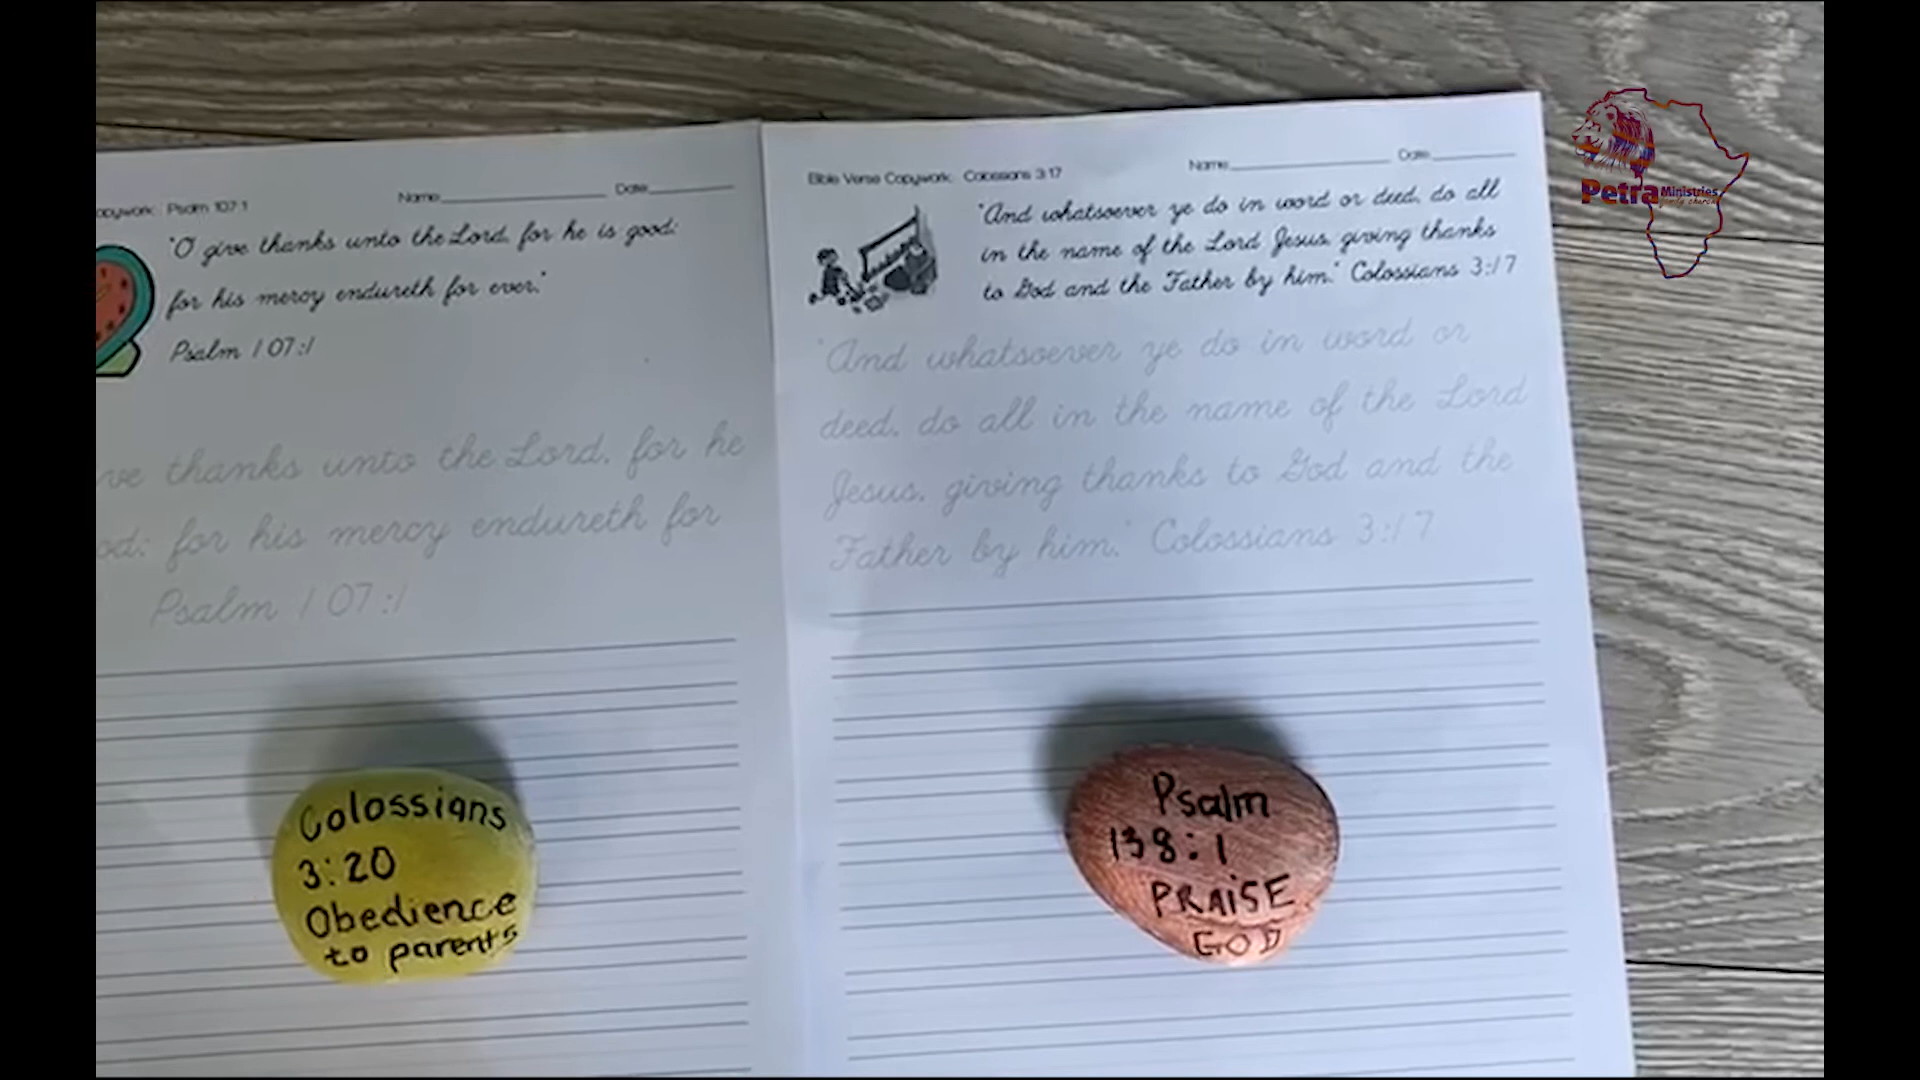 opywork: Psalm 107:1
Name Date
"O give thanks unto the Lord, for he is good:
for his mercy endureth for ever."
Psalm 107:1
ve thanks unto the Lord, for he
od: for his mercy endureth for
Psalm 107:1
Colossians
3:20
Obedience
to parents
Bible Verse Copywork: Colossians 3:17
Name Date
"And whatsoever ye do in word or deed, do all
in the name of the Lord Jesus, giving thanks
to God and the Father by him." Colossians 3:17
"And whatsoever ye do in word or
deed, do all in the name of the Lord
Jesus, giving thanks to God and the
Father by him." Colossians 3:17
Psalm
138:1
PRAISE
GOD
Petra Ministries
family church